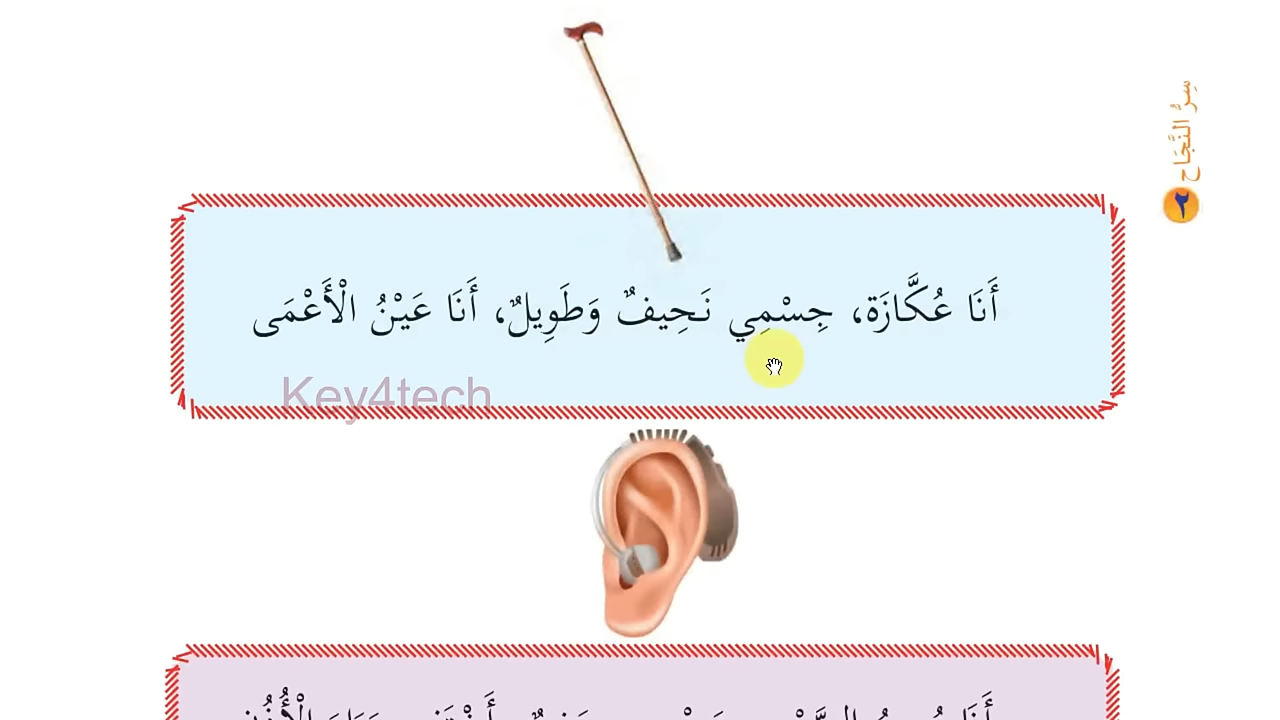 سِرُّ النَّجَاح
٢
أَنَا عُكَّازَة، جِسْمِي نَحِيفٌ وَطَوِيلٌ، أَنَا عَيْنُ الْأَعْمَى
Key4tech
أَنَا